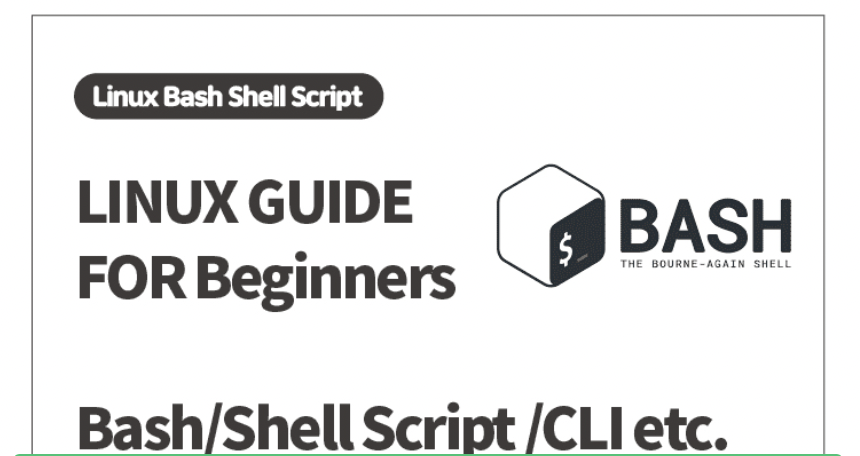 Linux Bash Shell Script
LINUX GUIDE
FOR Beginners
$
BASH
THE BOURNE-AGAIN SHELL
Bash/Shell Script /CLI etc.